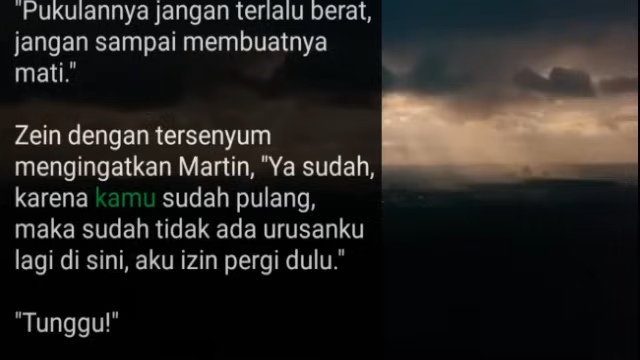 "Pukulannya jangan terlalu berat,
jangan sampai membuatnya
mati."
Zein dengan tersenyum
mengingatkan Martin, "Ya sudah,
karena kamu sudah pulang,
maka sudah tidak ada urusanku
lagi di sini, aku izin pergi dulu."
"Tunggu!"